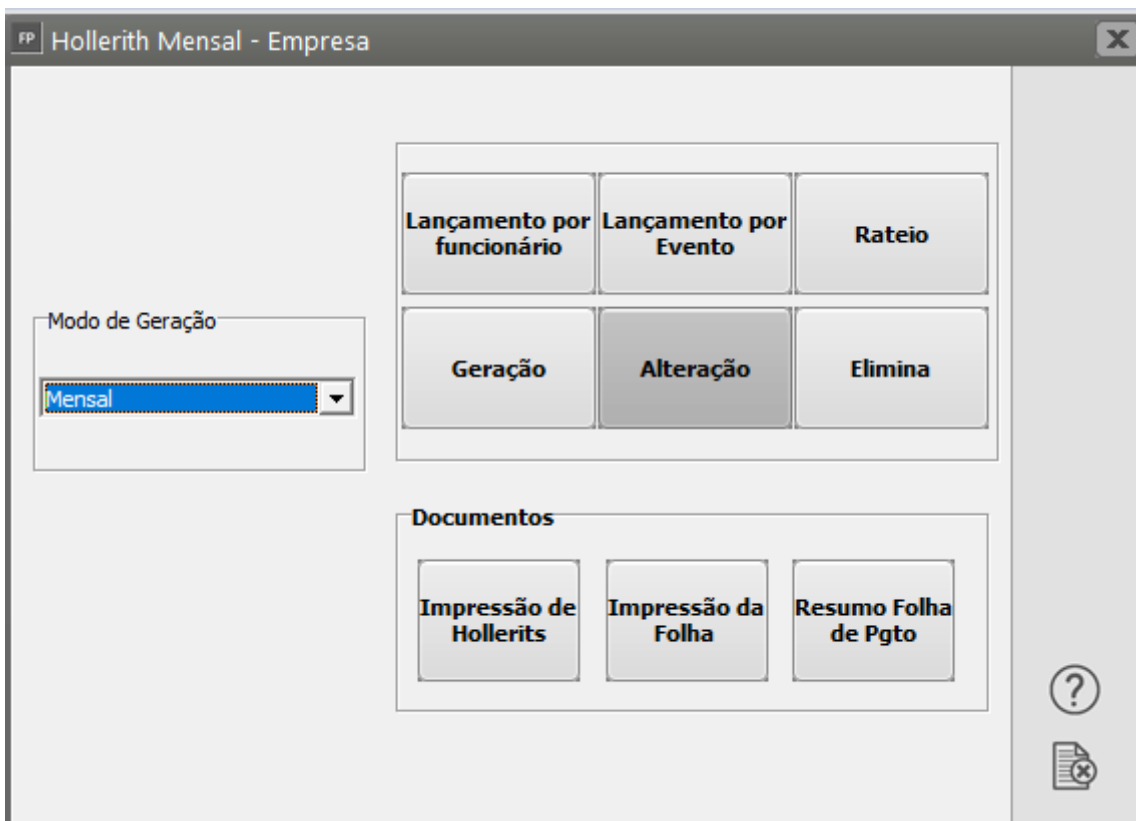 FP Hollerith Mensal - Empresa
Lançamento por
funcionário
Lançamento por
Evento
Rateio
Modo de Geração
Mensal
Geração
Alteração
Elimina
Documentos
Impressão de
Hollerits
Impressão da
Folha
Resumo Folha
de Pgto
?